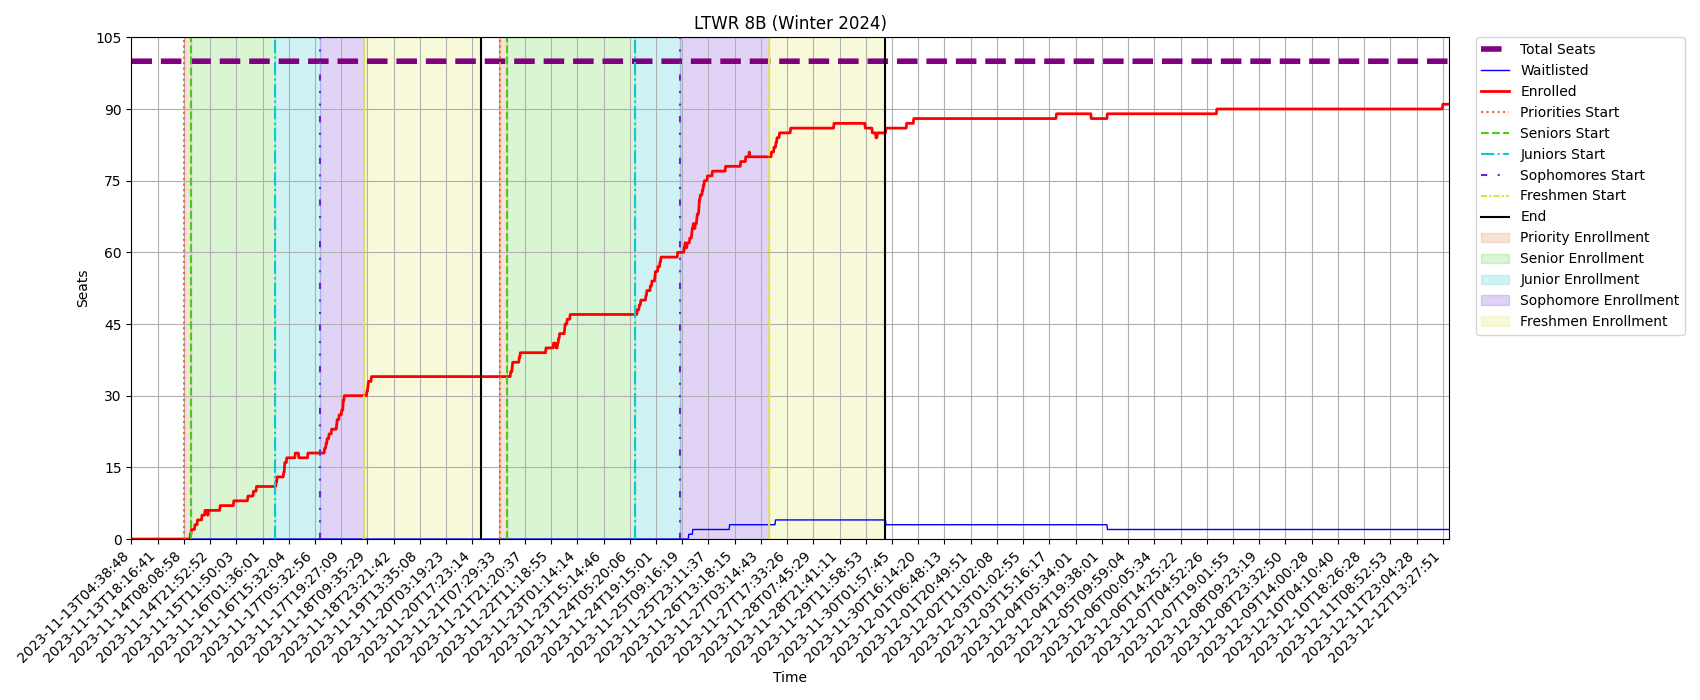 LTWR 8B (Winter 2024)
105
90
75
60
45
30
15
0
Seats
2023-11-13T04:38:48
2023-11-13T18:16:41
2023-11-14T08:08:58
2023-11-14T21:52:52
2023-11-15T11:50:03
2023-11-16T01:36:01
2023-11-16T15:32:04
2023-11-17T05:32:56
2023-11-17T19:27:09
2023-11-18T09:35:29
2023-11-18T23:21:42
2023-11-19T13:35:08
2023-11-20T03:19:23
2023-11-20T17:23:14
2023-11-21T07:29:33
2023-11-21T21:20:37
2023-11-22T11:18:55
2023-11-23T01:14:14
2023-11-23T15:14:46
2023-11-24T05:20:06
2023-11-24T19:15:01
2023-11-25T09:16:19
2023-11-25T23:11:37
2023-11-26T13:18:15
2023-11-27T03:14:43
2023-11-27T17:33:26
2023-11-28T07:45:29
2023-11-28T21:41:11
2023-11-29T11:58:53
2023-11-30T01:57:45
2023-11-30T16:14:20
2023-12-01T06:48:13
2023-12-01T20:49:51
2023-12-02T11:02:08
2023-12-03T01:02:55
2023-12-03T15:16:17
2023-12-04T05:34:01
2023-12-04T19:38:01
2023-12-05T09:59:04
2023-12-06T00:05:34
2023-12-06T14:25:22
2023-12-07T04:52:26
2023-12-07T19:01:55
2023-12-08T09:23:19
2023-12-08T23:32:50
2023-12-09T14:00:28
2023-12-10T04:10:40
2023-12-10T18:26:28
2023-12-11T08:52:53
2023-12-11T23:04:28
2023-12-12T13:27:51
Time
Total Seats
Waitlisted
Enrolled
Priorities Start
Seniors Start
Juniors Start
Sophomores Start
Freshmen Start
End
Priority Enrollment
Senior Enrollment
Junior Enrollment
Sophomore Enrollment
Freshmen Enrollment